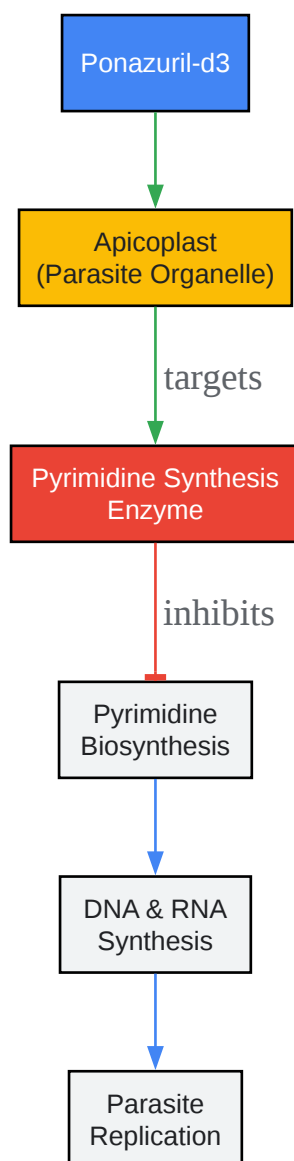 Ponazuril-d3
Apicoplast
(Parasite Organelle)
targets
Pyrimidine Synthesis
Enzyme
inhibits
Pyrimidine
Biosynthesis
DNA & RNA
Synthesis
Parasite
Replication